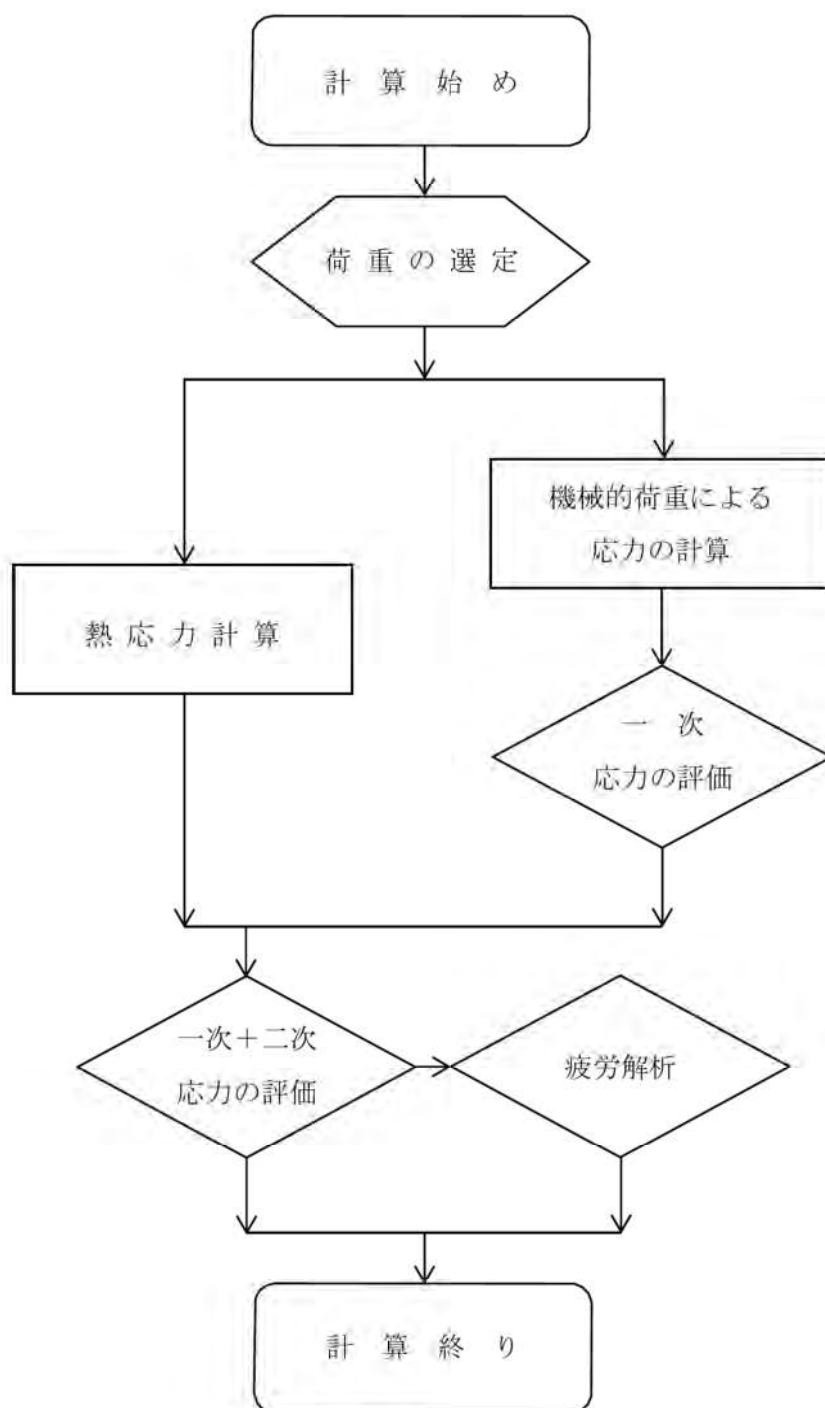 計算始め
荷重の選定
機械的荷重による
応力の計算
熱応力計算
一次
応力の評価
一次＋二次
応力の評価
疲労解析
計算終り